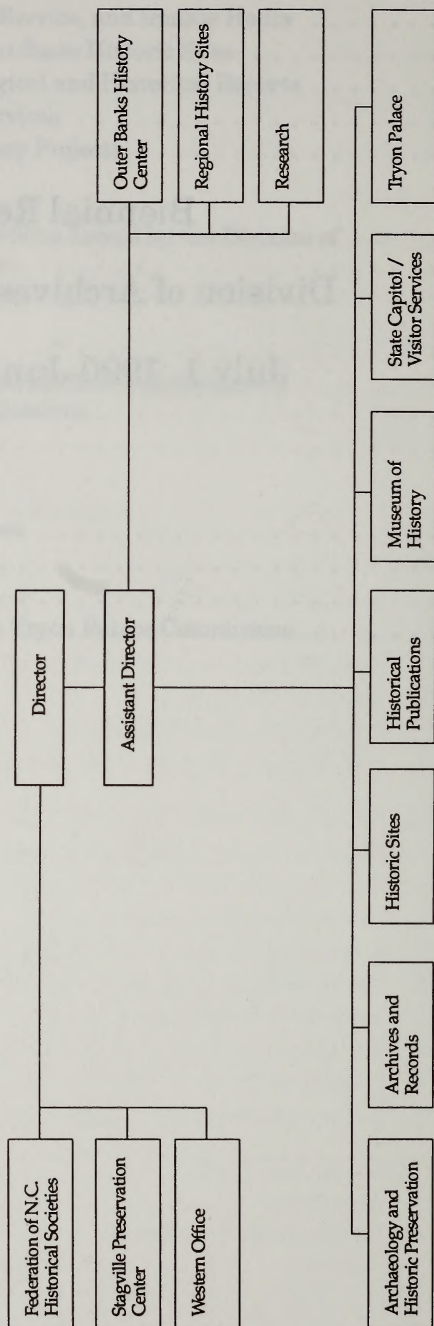 Director
Assistant Director
Federation of N.C.
Historical Societies
Stagville Preservation
Center
Western Office
Outer Banks History
Center
Regional History Sites
Research
Archaeology and
Historic Preservation
Archives and
Records
Historic Sites
Historical
Publications
Museum of
History
State Capitol /
Visitor Services
Tryon Palace